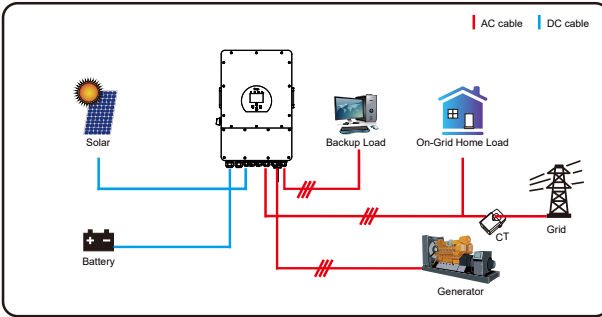 AC cable
DC cable
Solar
Backup Load
On-Grid Home Load
Grid
CT
Battery
Generator